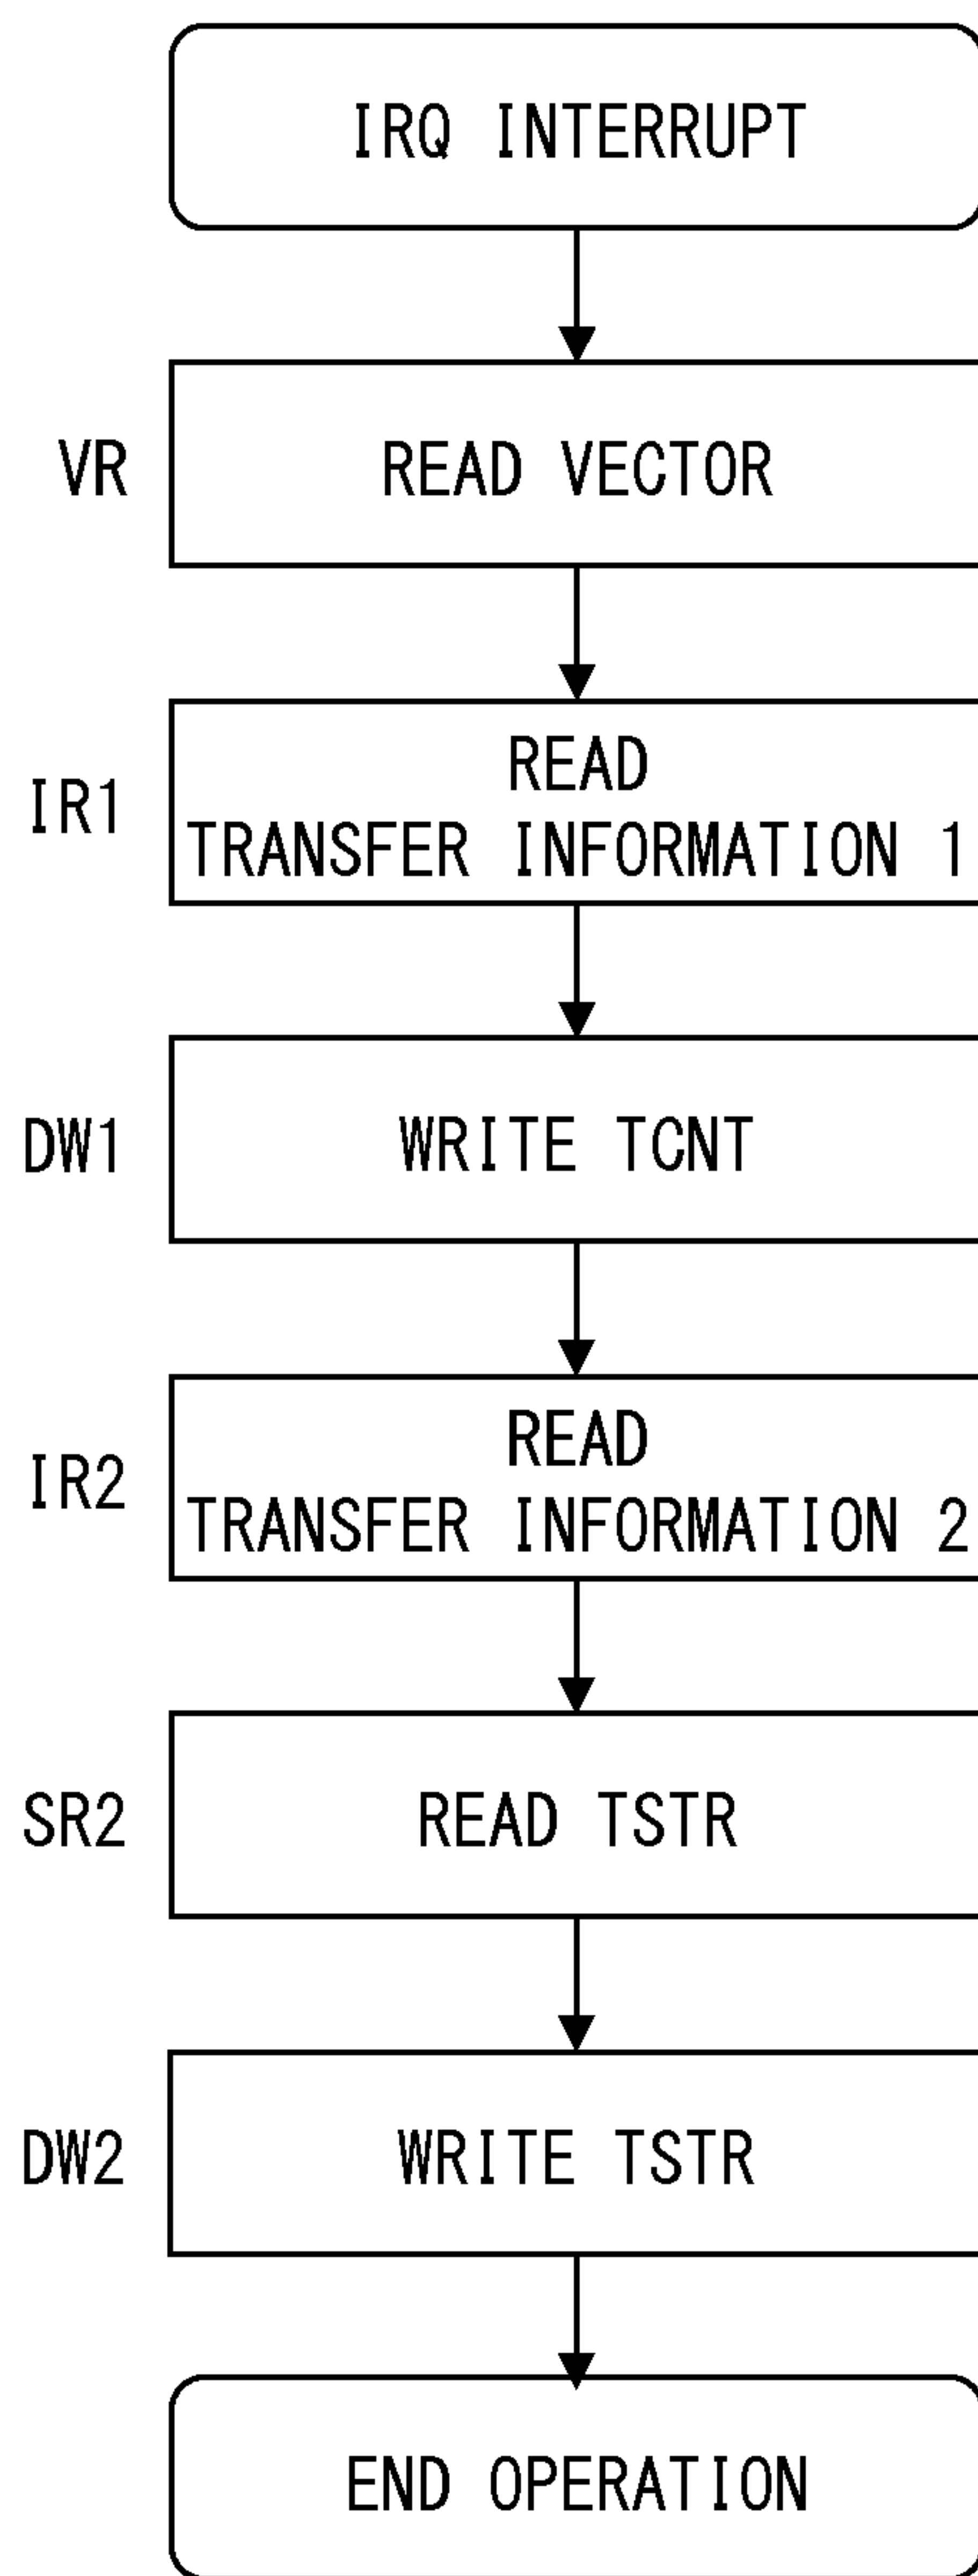 IRQ INTERRUPT
VR
READ VECTOR
IR1
READ
TRANSFER INFORMATION 1
DW1
WRITE TCNT
IR2
READ
TRANSFER INFORMATION 2
SR2
READ TSTR
DW2
WRITE TSTR
END OPERATION